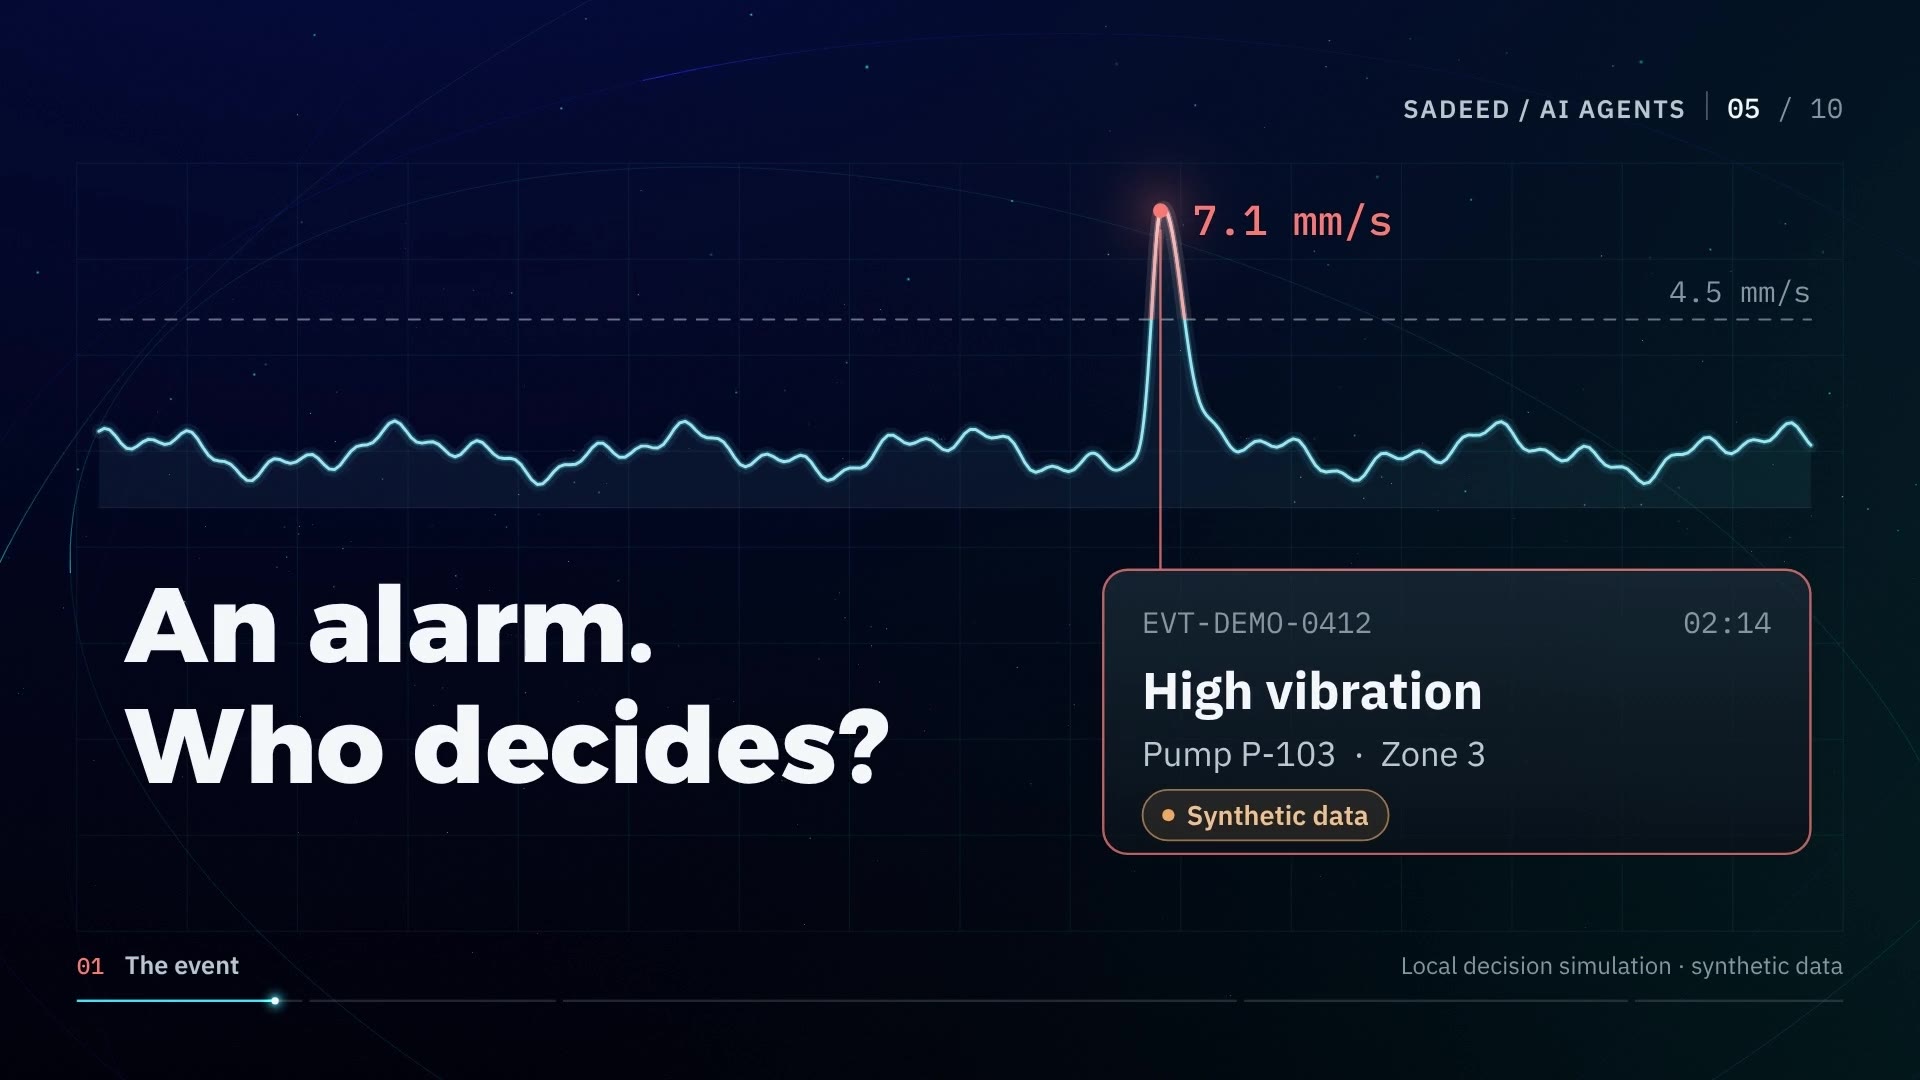 SADEED / AI AGENTS | 05 / 10
7.1 mm/s
4.5 mm/s
An alarm.
Who decides?
EVT-DEMO-0412 02:14
High vibration
Pump P-103 · Zone 3
Synthetic data
01 The event
Local decision simulation · synthetic data